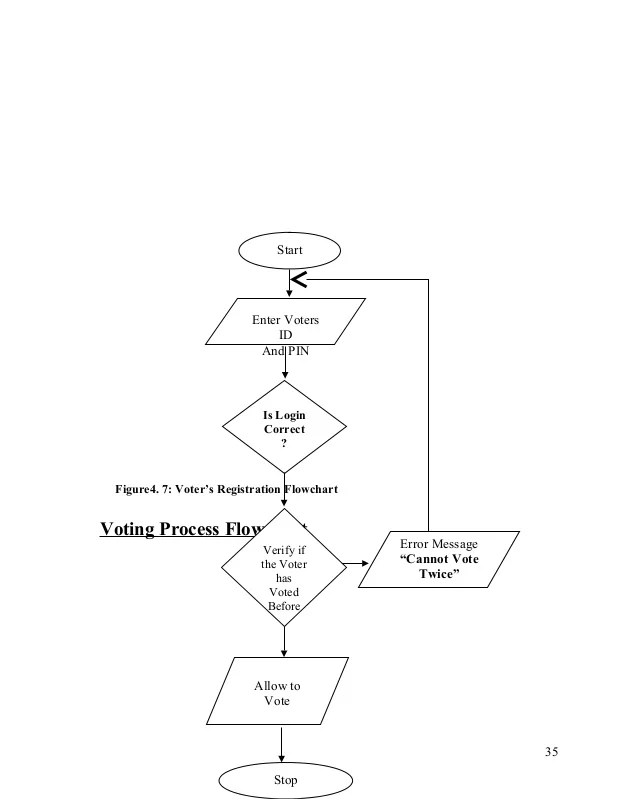 Start
Enter Voters
ID
And PIN
Is Login
Correct
?
Figure4. 7: Voter’s Registration Flowchart
Voting Process
Verify if
the Voter
has
Voted
Before
Error Message
“Cannot Vote
Twice”
Allow to
Vote
35
Stop